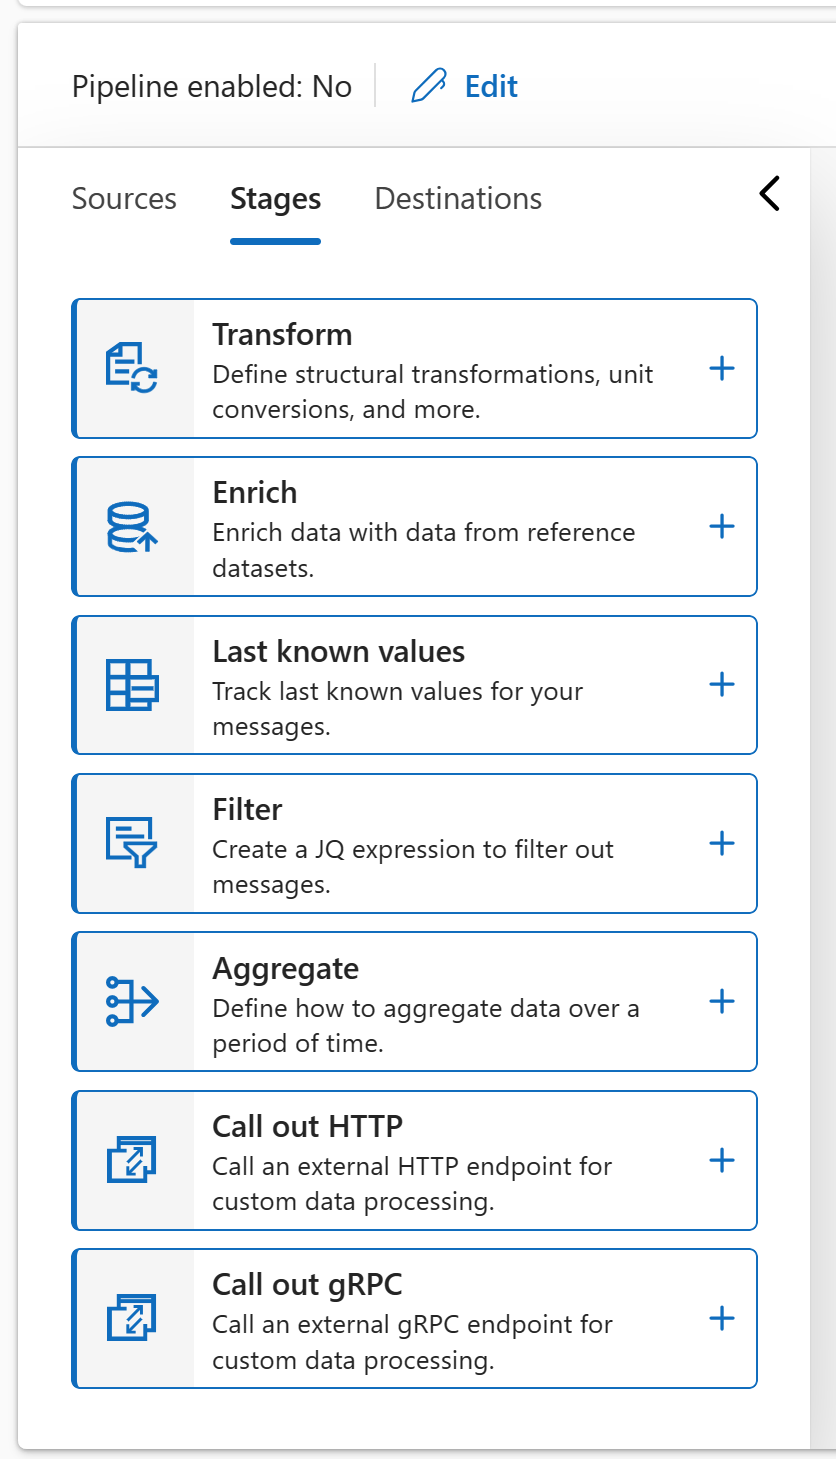 Pipeline enabled: No
Edit
Sources
Stages
Destinations
Transform
Define structural transformations, unit
conversions, and more.
Enrich
Enrich data with data from reference
datasets.
Last known values
Track last known values for your
messages.
Filter
Create a JQ expression to filter out
messages.
Aggregate
Define how to aggregate data over a
period of time.
Call out HTTP
Call an external HTTP endpoint for
custom data processing.
Call out gRPC
Call an external gRPC endpoint for
custom data processing.